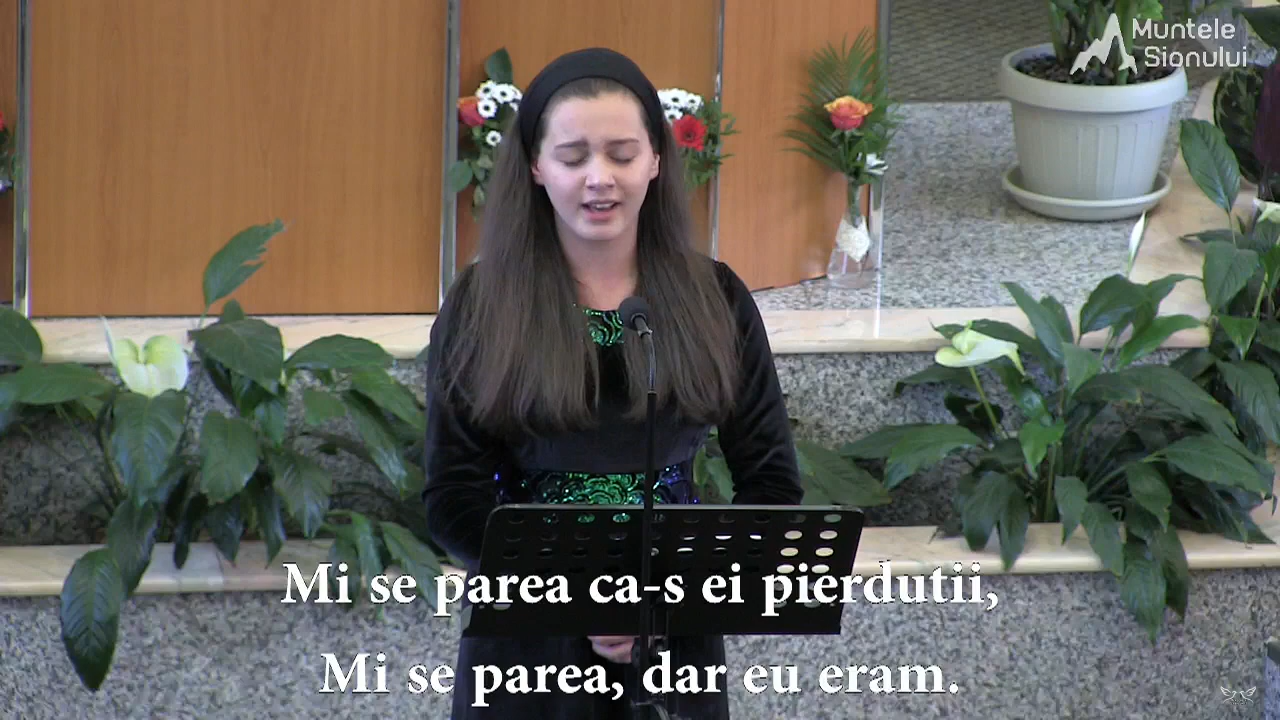 Muntele
Sionului
Mi se parea ca-s ei pierdutii,
Mi se parea, dar eu eram.